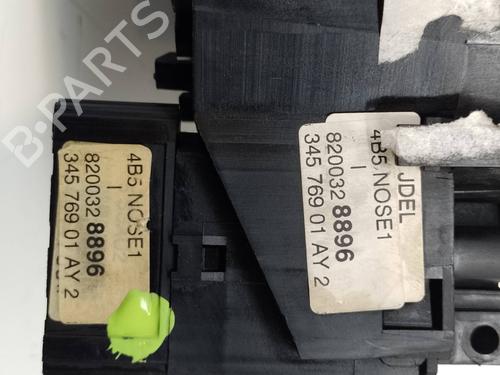 B-PARTS
4B5 NOSE1
I
820032 8896
345 769 01 AY 2
JDEL
4B5 NOSE1
I
820032 8896
345 769 01 AY 2